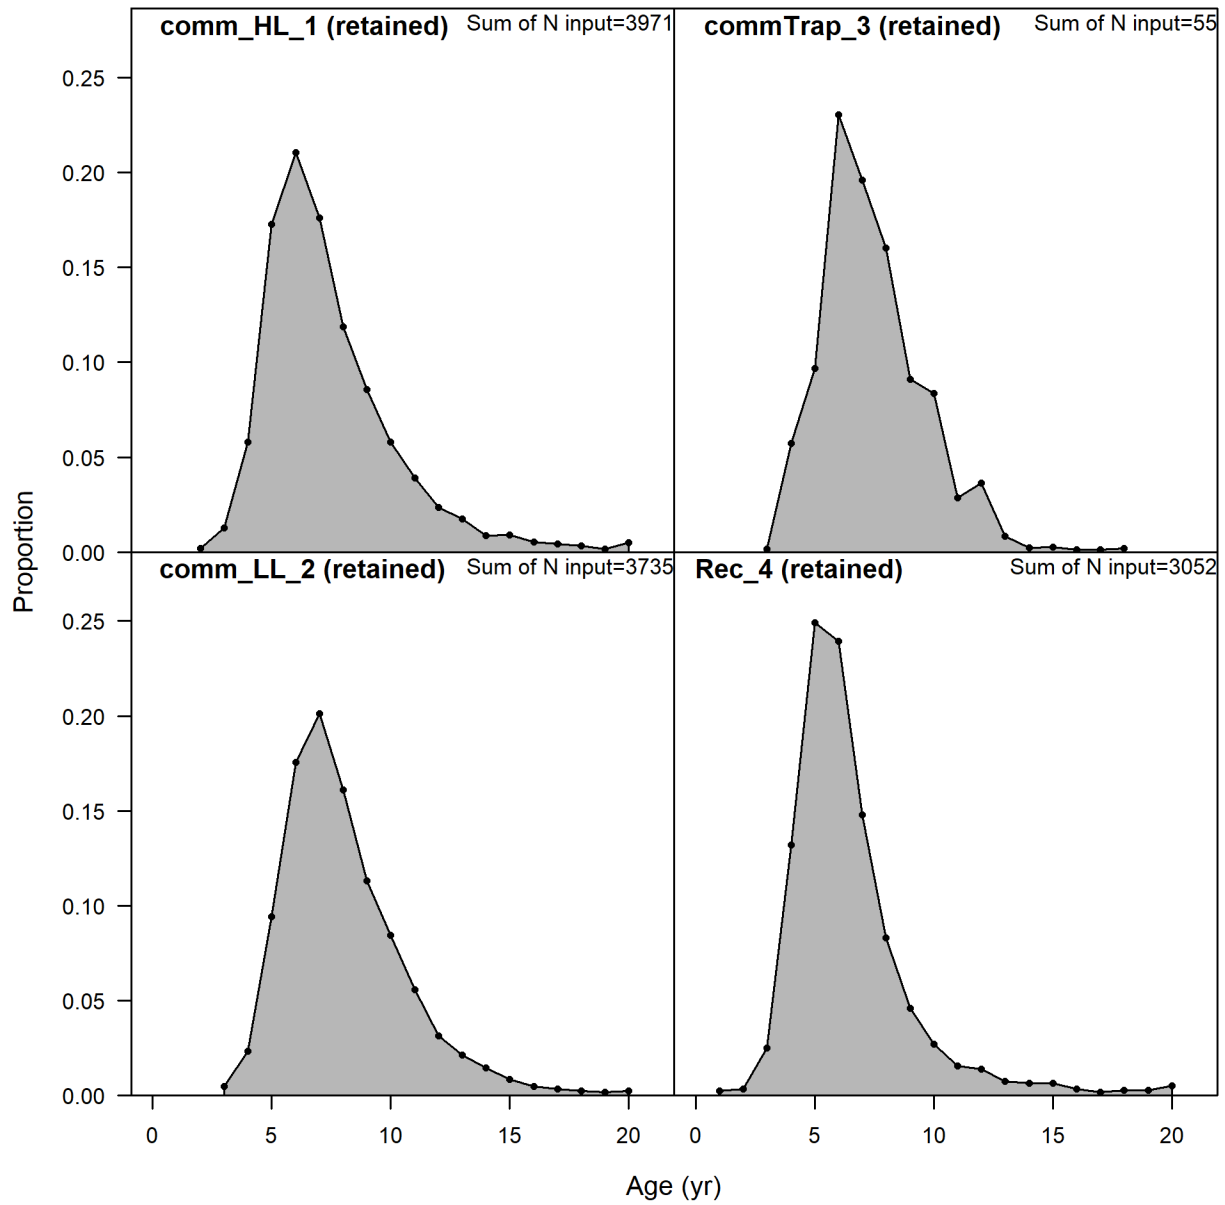 comm_HL_1 (retained) Sum of N input=3971
commTrap_3 (retained) Sum of N input=55
0.25
0.20
0.15
0.10
0.05
0.00
comm_LL_2 (retained) Sum of N input=3735
Rec_4 (retained) Sum of N input=3052
0.25
0.20
0.15
0.10
0.05
0.00
Proportion
0 5 10 15 20
0 5 10 15 20
Age (yr)